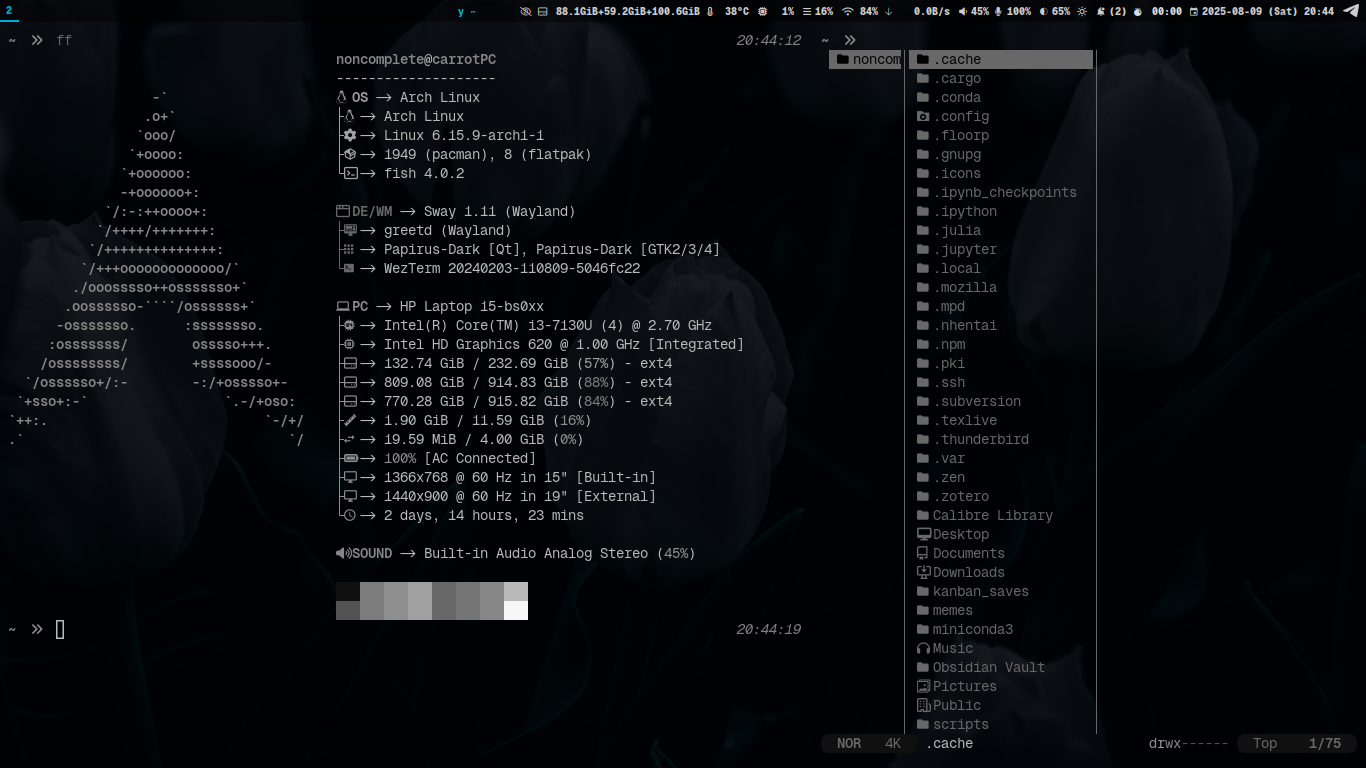 2
y ~
88.1GiB+59.2GiB+100.6GiB 38°C 1% 16% 84% ↓ 0.0B/s 45% 100% 65% (2) 00:00 2025-08-09 (Sat) 20:44
~ » ff 20:44:12
noncomplete@carrotPC
--------------------
OS -> Arch Linux
-> Arch Linux
-> Linux 6.15.9-arch1-1
-> 1949 (pacman), 8 (flatpak)
-> fish 4.0.2
DE/WM -> Sway 1.11 (Wayland)
-> greetd (Wayland)
-> Papirus-Dark [Qt], Papirus-Dark [GTK2/3/4]
-> WezTerm 20240203-110809-5046fc22
PC -> HP Laptop 15-bs0xx
-> Intel(R) Core(TM) i3-7130U (4) @ 2.70 GHz
-> Intel HD Graphics 620 @ 1.00 GHz [Integrated]
-> 132.74 GiB / 232.69 GiB (57%) - ext4
-> 809.08 GiB / 914.83 GiB (88%) - ext4
-> 770.28 GiB / 915.82 GiB (84%) - ext4
-> 1.90 GiB / 11.59 GiB (16%)
-> 19.59 MiB / 4.00 GiB (0%)
-> 100% [AC Connected]
-> 1366x768 @ 60 Hz in 15" [Built-in]
-> 1440x900 @ 60 Hz in 19" [External]
-> 2 days, 14 hours, 23 mins
SOUND -> Built-in Audio Analog Stereo (45%)
-`
.o+`
`ooo/
`+oooo:
`+oooooo:
-+oooooo+:
`/:-:++oooo+:
`/++++/+++++++:
`/++++++++++++++:
`/+++ooooooooooooo/`
./ooosssso++osssssso+`
.oossssso-````/ossssss+`
-osssssso. :ssssssso.
:osssssss/ osssso+++.
/ossssssss/ +ssssooo/-
`/ossssso+/:- -:/+osssso+-
`+sso+:-` `.-/+oso:
`++:. `-/+/
.` `/
~ » 20:44:19
~ »
noncom
.cache
.cargo
.conda
.config
.floorp
.gnupg
.icons
.ipynb_checkpoints
.ipython
.julia
.jupyter
.local
.mozilla
.mpd
.nhentai
.npm
.pki
.ssh
.subversion
.texlive
.thunderbird
.var
.zen
.zotero
Calibre Library
Desktop
Documents
Downloads
kanban_saves
memes
miniconda3
Music
Obsidian Vault
Pictures
Public
scripts
NOR 4K .cache drwx------ Top 1/75